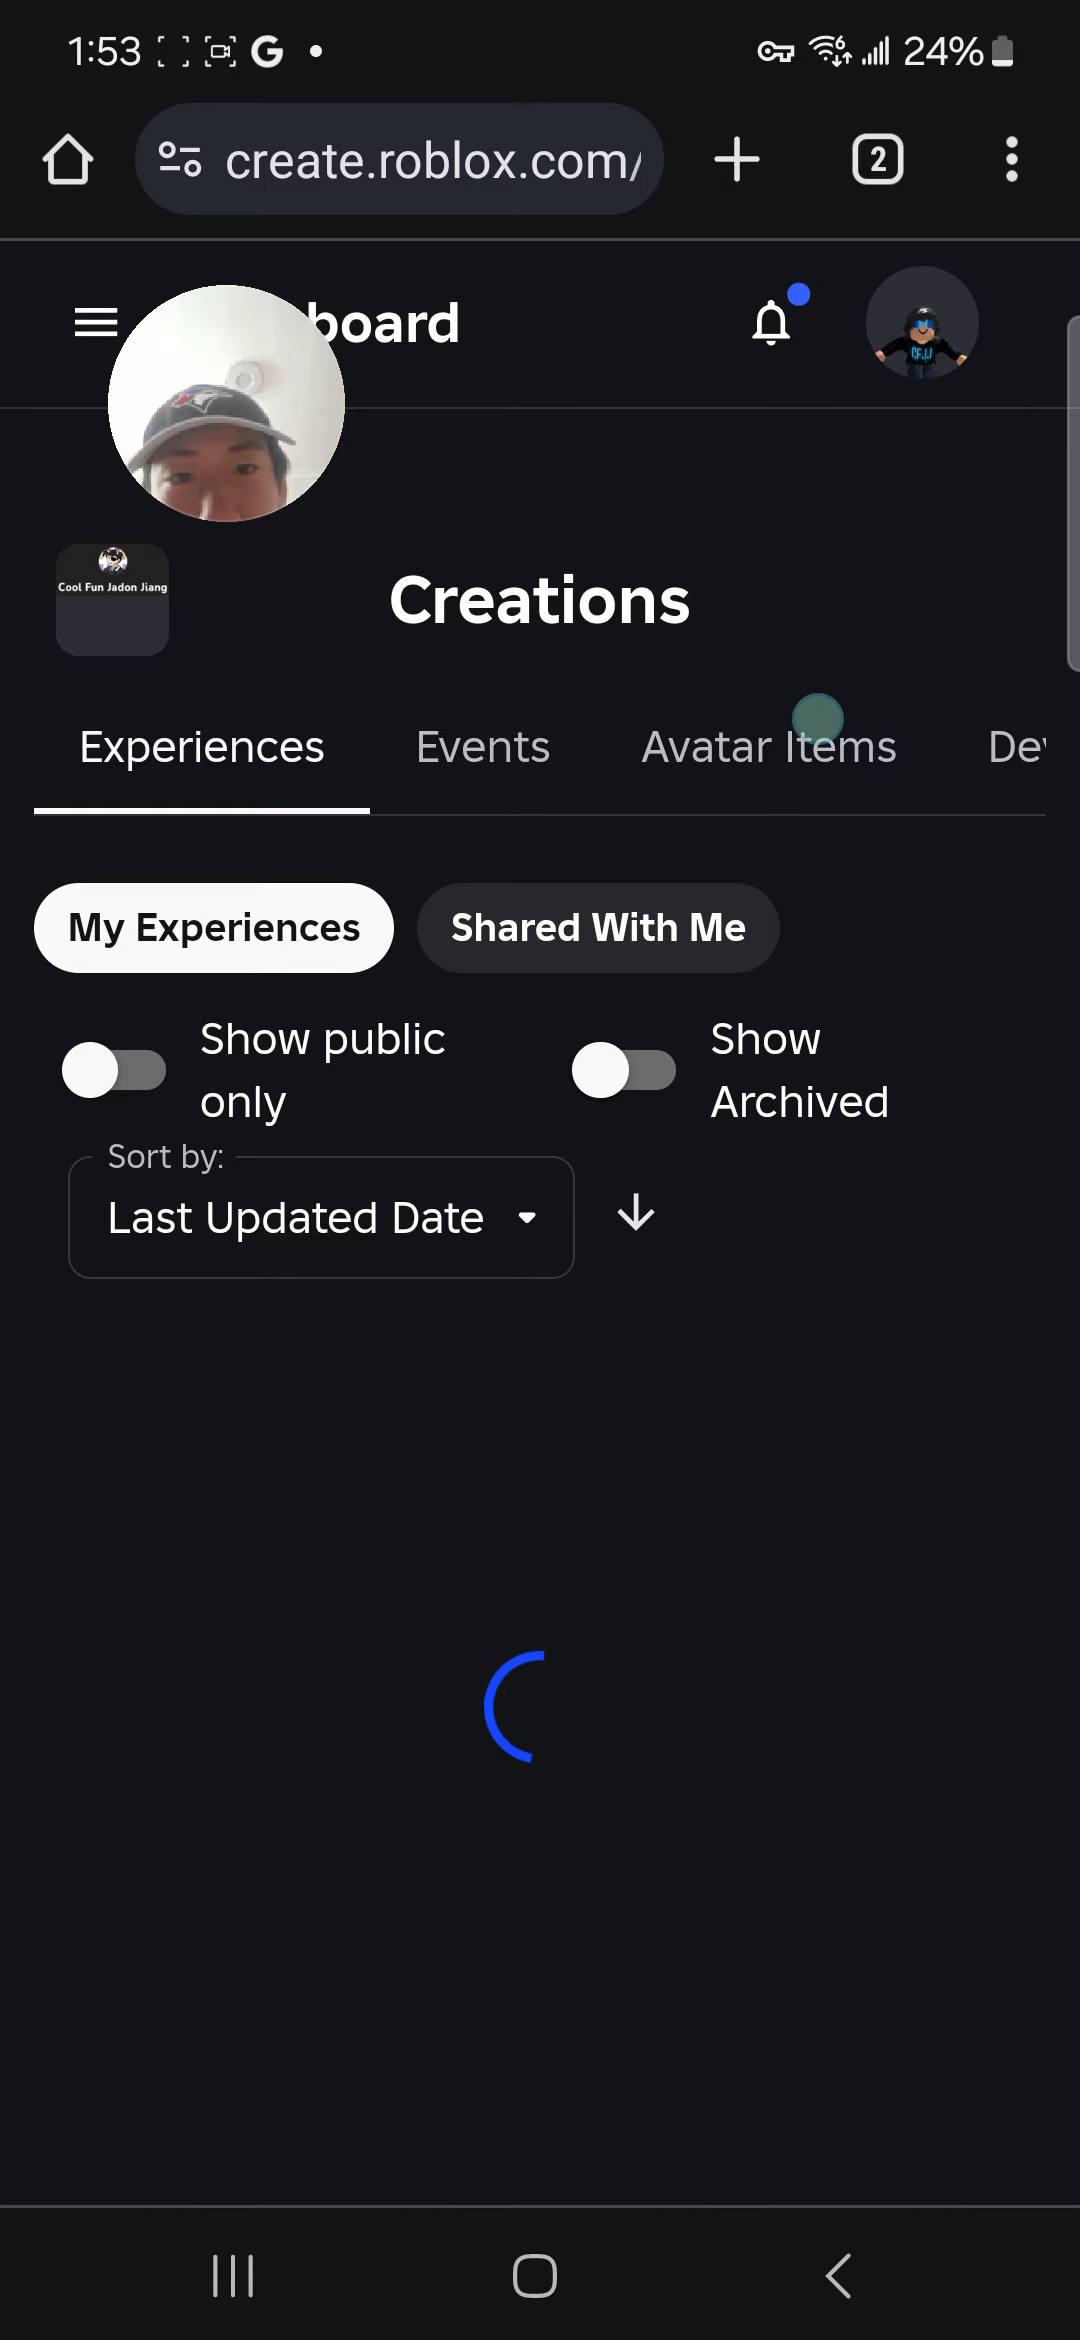 1:53
G
6
24%
create.roblox.com/
2
board
Cool Fun Jadon Jiang
Creations
Experiences
Events
Avatar Items
My Experiences
Shared With Me
Show public
only
Show
Archived
Sort by:
Last Updated Date